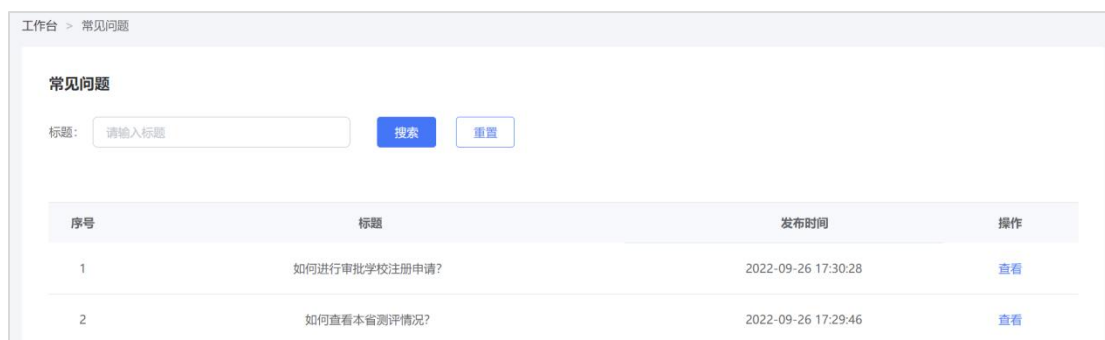 工作台 > 常见问题
常见问题
标题: 请输入标题 搜索 重置
序号 标题 发布时间 操作
1 如何进行审批学校注册申请? 2022-09-26 17:30:28 查看
2 如何查看本省测评情况? 2022-09-26 17:29:46 查看